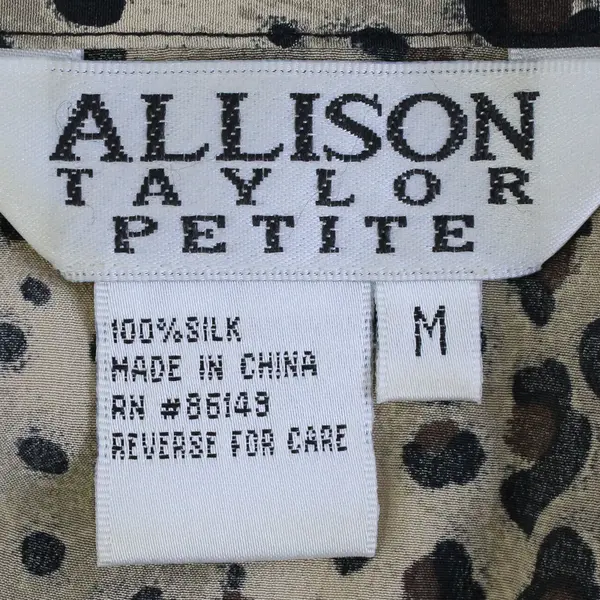 ALLISON
TAYLOR
PETITE
M
100%SILK
MADE IN CHINA
RN #86149
REVERSE FOR CARE